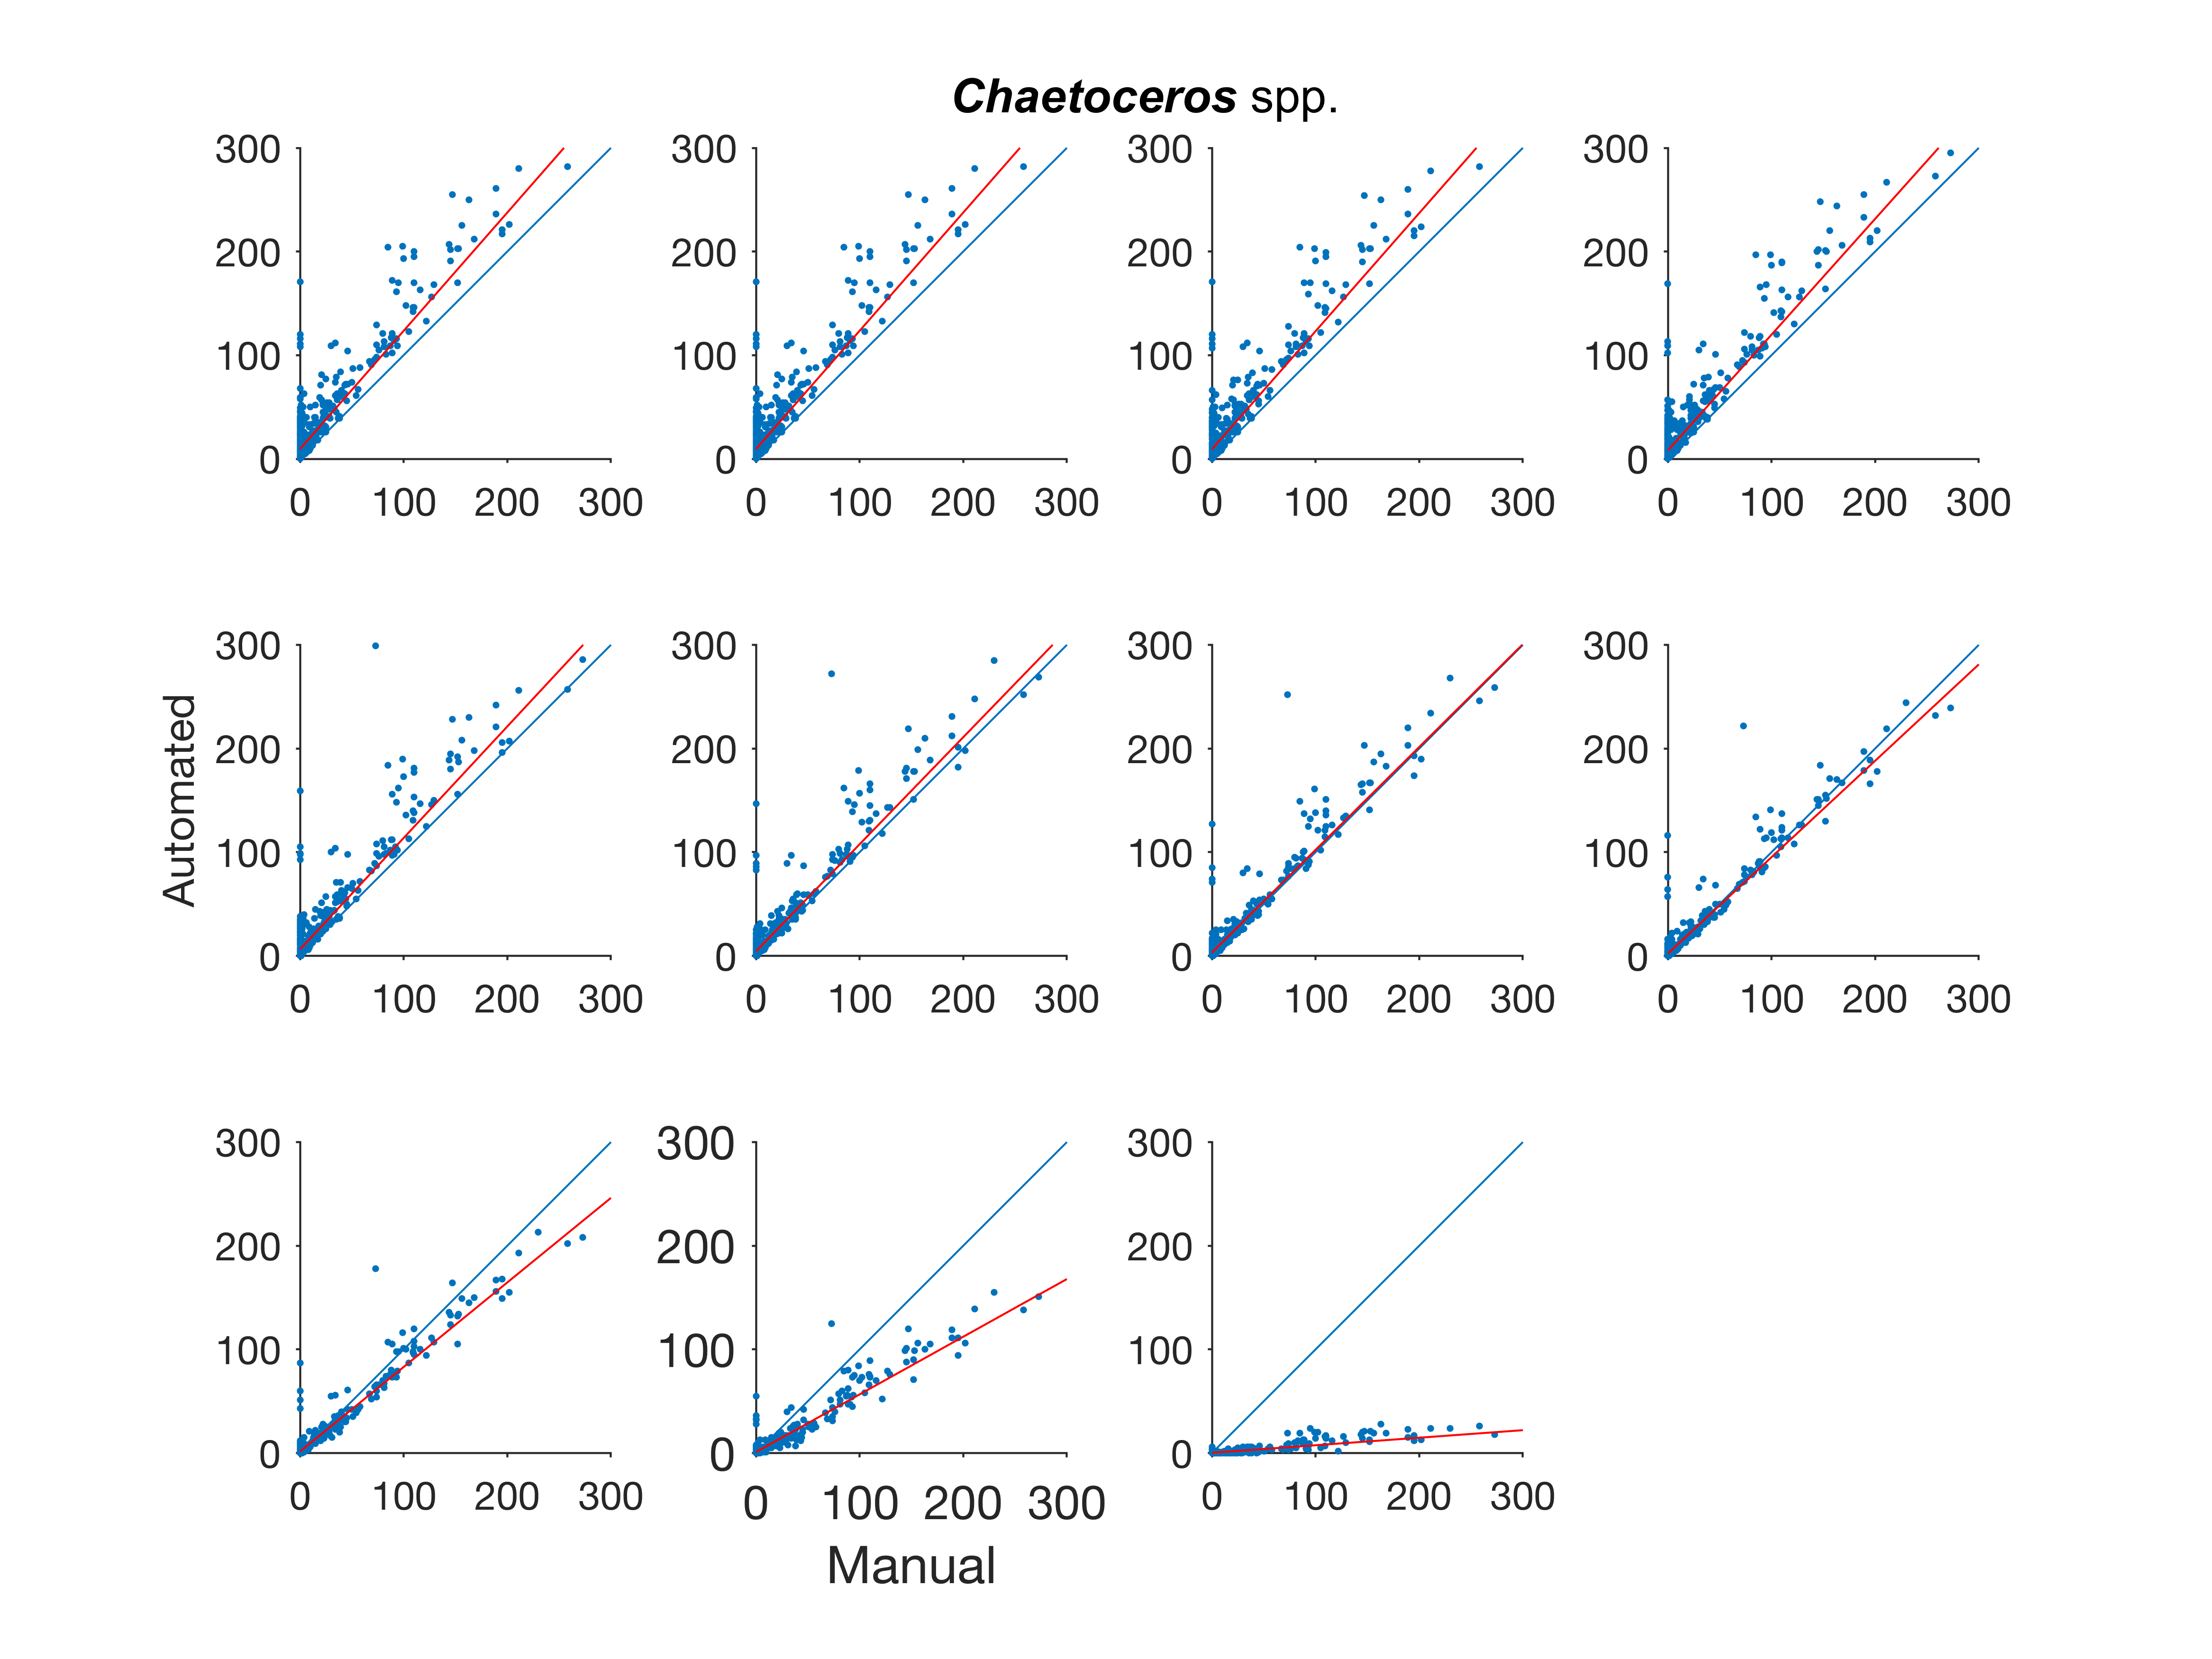 Chaetoceros spp.
300 300 300 300
200 200 200 200
100 100 100 100
0 0 0 0
0 100 200 300 0 100 200 300 0 100 200 300 0 100 200 300
300 300 300 300
200 200 200 200
100 100 100 100
0 0 0 0
0 100 200 300 0 100 200 300 0 100 200 300 0 100 200 300
Automated
300 300 300
200 200 200
100 100 100
0 0 0
0 100 200 300 0 100 200 300 0 100 200 300
Manual